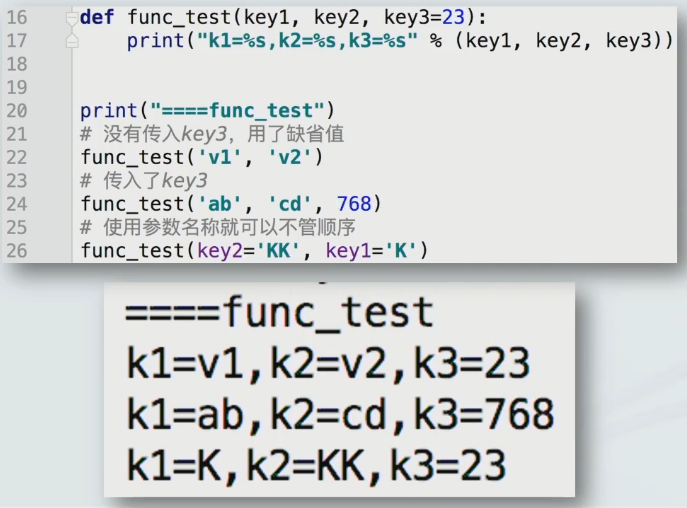 16 def func_test(key1, key2, key3=23):
17     print("k1=%s,k2=%s,k3=%s" % (key1, key2, key3))
18
19
20 print("====func_test")
21 # 没有传入key3，用了缺省值
22 func_test('v1', 'v2')
23 # 传入了key3
24 func_test('ab', 'cd', 768)
25 # 使用参数名称就可以不管顺序
26 func_test(key2='KK', key1='K')
====func_test
k1=v1,k2=v2,k3=23
k1=ab,k2=cd,k3=768
k1=K,k2=KK,k3=23